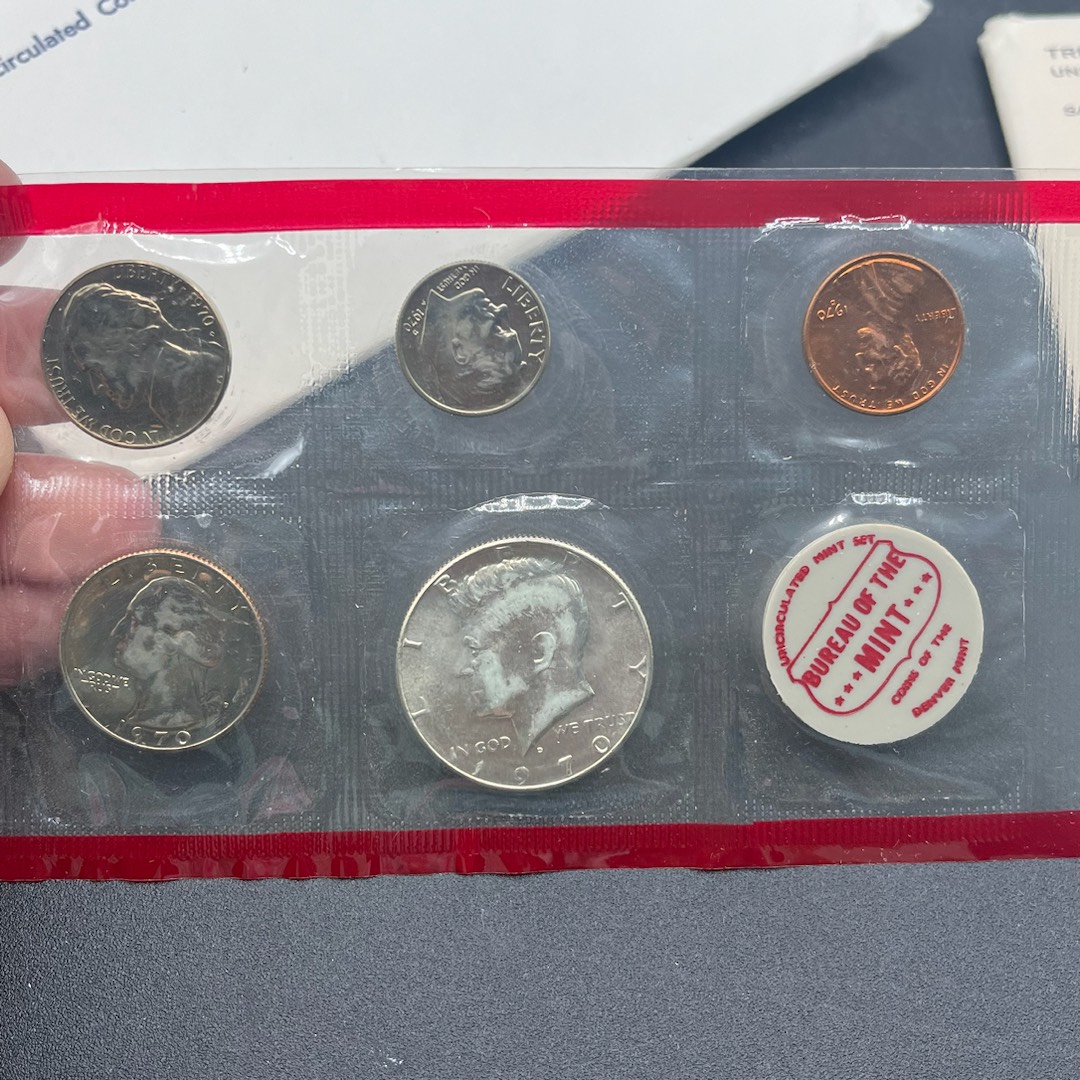 circulated Co
TRE
UN
SA
LIBERTY 1970
IN GOD WE TRUST
LIBERTY
IN GOD WE TRUST
1970
D
LIBERTY
1970
D
IN GOD WE TRUST
LIBERTY
IN GOD WE
TRUST
D
1970
LIBERTY
IN GOD WE TRUST
D
1970
UNCIRCULATED MINT SET
BUREAU OF THE
MINT
COINS OF THE
DENVER MINT